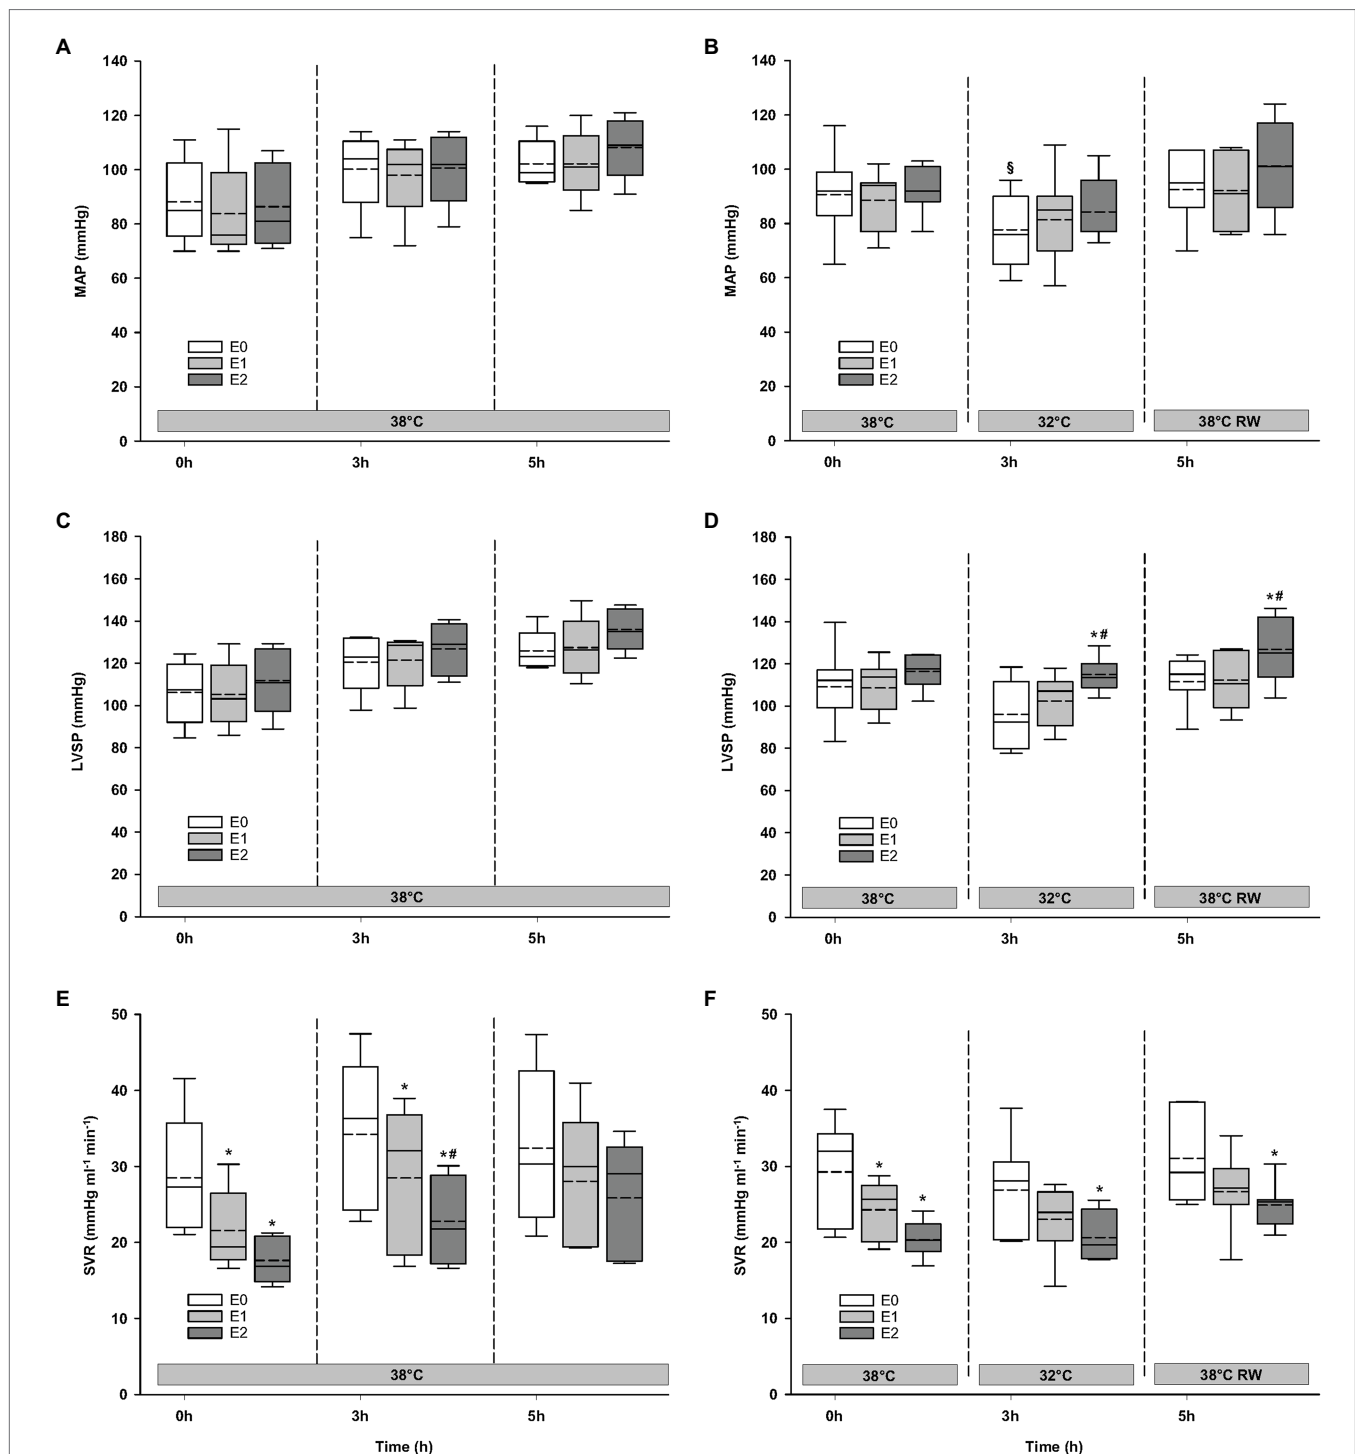 A
140
120
100
80
60
40
20
0
MAP (mmHg)
E0
E1
E2
38°C
0h
3h
5h
B
140
120
100
80
60
40
20
0
MAP (mmHg)
§
E0
E1
E2
38°C
32°C
38°C RW
0h
3h
5h
C
180
160
140
120
100
80
60
40
20
0
LVSP (mmHg)
E0
E1
E2
38°C
0h
3h
5h
D
180
160
140
120
100
80
60
40
20
0
LVSP (mmHg)
*#
*#
E0
E1
E2
38°C
32°C
38°C RW
0h
3h
5h
E
50
40
30
20
10
0
SVR (mmHg ml⁻¹ min⁻¹)
*
*
*
*#
E0
E1
E2
38°C
0h
3h
5h
Time (h)
F
50
40
30
20
10
0
SVR (mmHg ml⁻¹ min⁻¹)
*
*
*
*
E0
E1
E2
38°C
32°C
38°C RW
0h
3h
5h
Time (h)